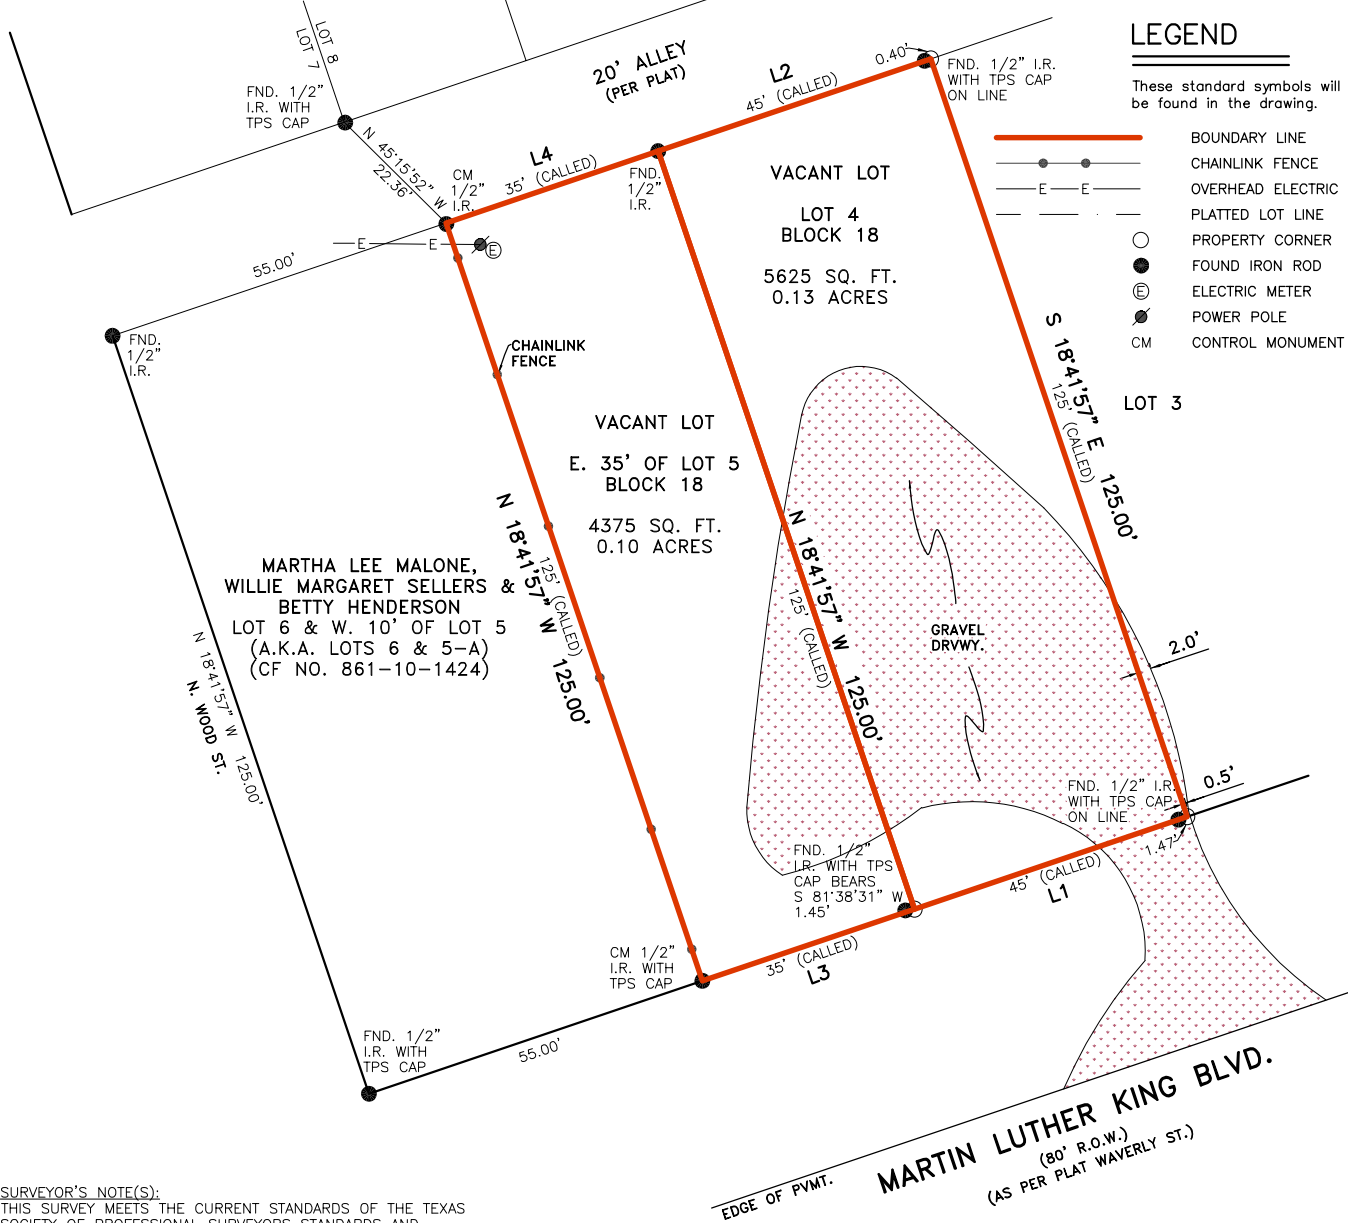 LOT 8
LOT 7
20' ALLEY
(PER PLAT)
L2
45' (CALLED)
0.40'
FND. 1/2" I.R.
WITH TPS CAP
ON LINE
LEGEND
These standard symbols will
be found in the drawing.
BOUNDARY LINE
CHAINLINK FENCE
E E OVERHEAD ELECTRIC
PLATTED LOT LINE
PROPERTY CORNER
FOUND IRON ROD
E ELECTRIC METER
POWER POLE
CM CONTROL MONUMENT
FND. 1/2"
I.R. WITH
TPS CAP
N 45°15'52" W
22.36'
CM
1/2"
I.R.
L4
35' (CALLED)
FND.
1/2"
I.R.
VACANT LOT
LOT 4
BLOCK 18
5625 SQ. FT.
0.13 ACRES
E E
E
55.00'
FND.
1/2"
I.R.
CHAINLINK
FENCE
S 18°41'57" E 125.00'
125' (CALLED)
LOT 3
VACANT LOT
E. 35' OF LOT 5
BLOCK 18
4375 SQ. FT.
0.10 ACRES
N 18°41'57" W 125.00'
125' (CALLED)
N 18°41'57" W 125.00'
125' (CALLED)
MARTHA LEE MALONE,
WILLIE MARGARET SELLERS &
BETTY HENDERSON
LOT 6 & W. 10' OF LOT 5
(A.K.A. LOTS 6 & 5-A)
(CF NO. 861-10-1424)
GRAVEL
DRVWY.
2.0'
N 18°41'57" W 125.00'
N. WOOD ST.
0.5'
FND. 1/2" I.R.
WITH TPS CAP
ON LINE
1.47'
FND. 1/2"
I.R. WITH TPS
CAP BEARS
S 81°38'31" W
1.45'
45' (CALLED)
L1
35' (CALLED)
L3
CM 1/2"
I.R. WITH
TPS CAP
FND. 1/2"
I.R. WITH
TPS CAP
55.00'
MARTIN LUTHER KING BLVD.
(80' R.O.W.)
(AS PER PLAT WAVERLY ST.)
EDGE OF PVMT.
SURVEYOR'S NOTE(S):
THIS SURVEY MEETS THE CURRENT STANDARDS OF THE TEXAS
SOCIETY OF PROFESSIONAL SURVEYORS STANDARDS AND